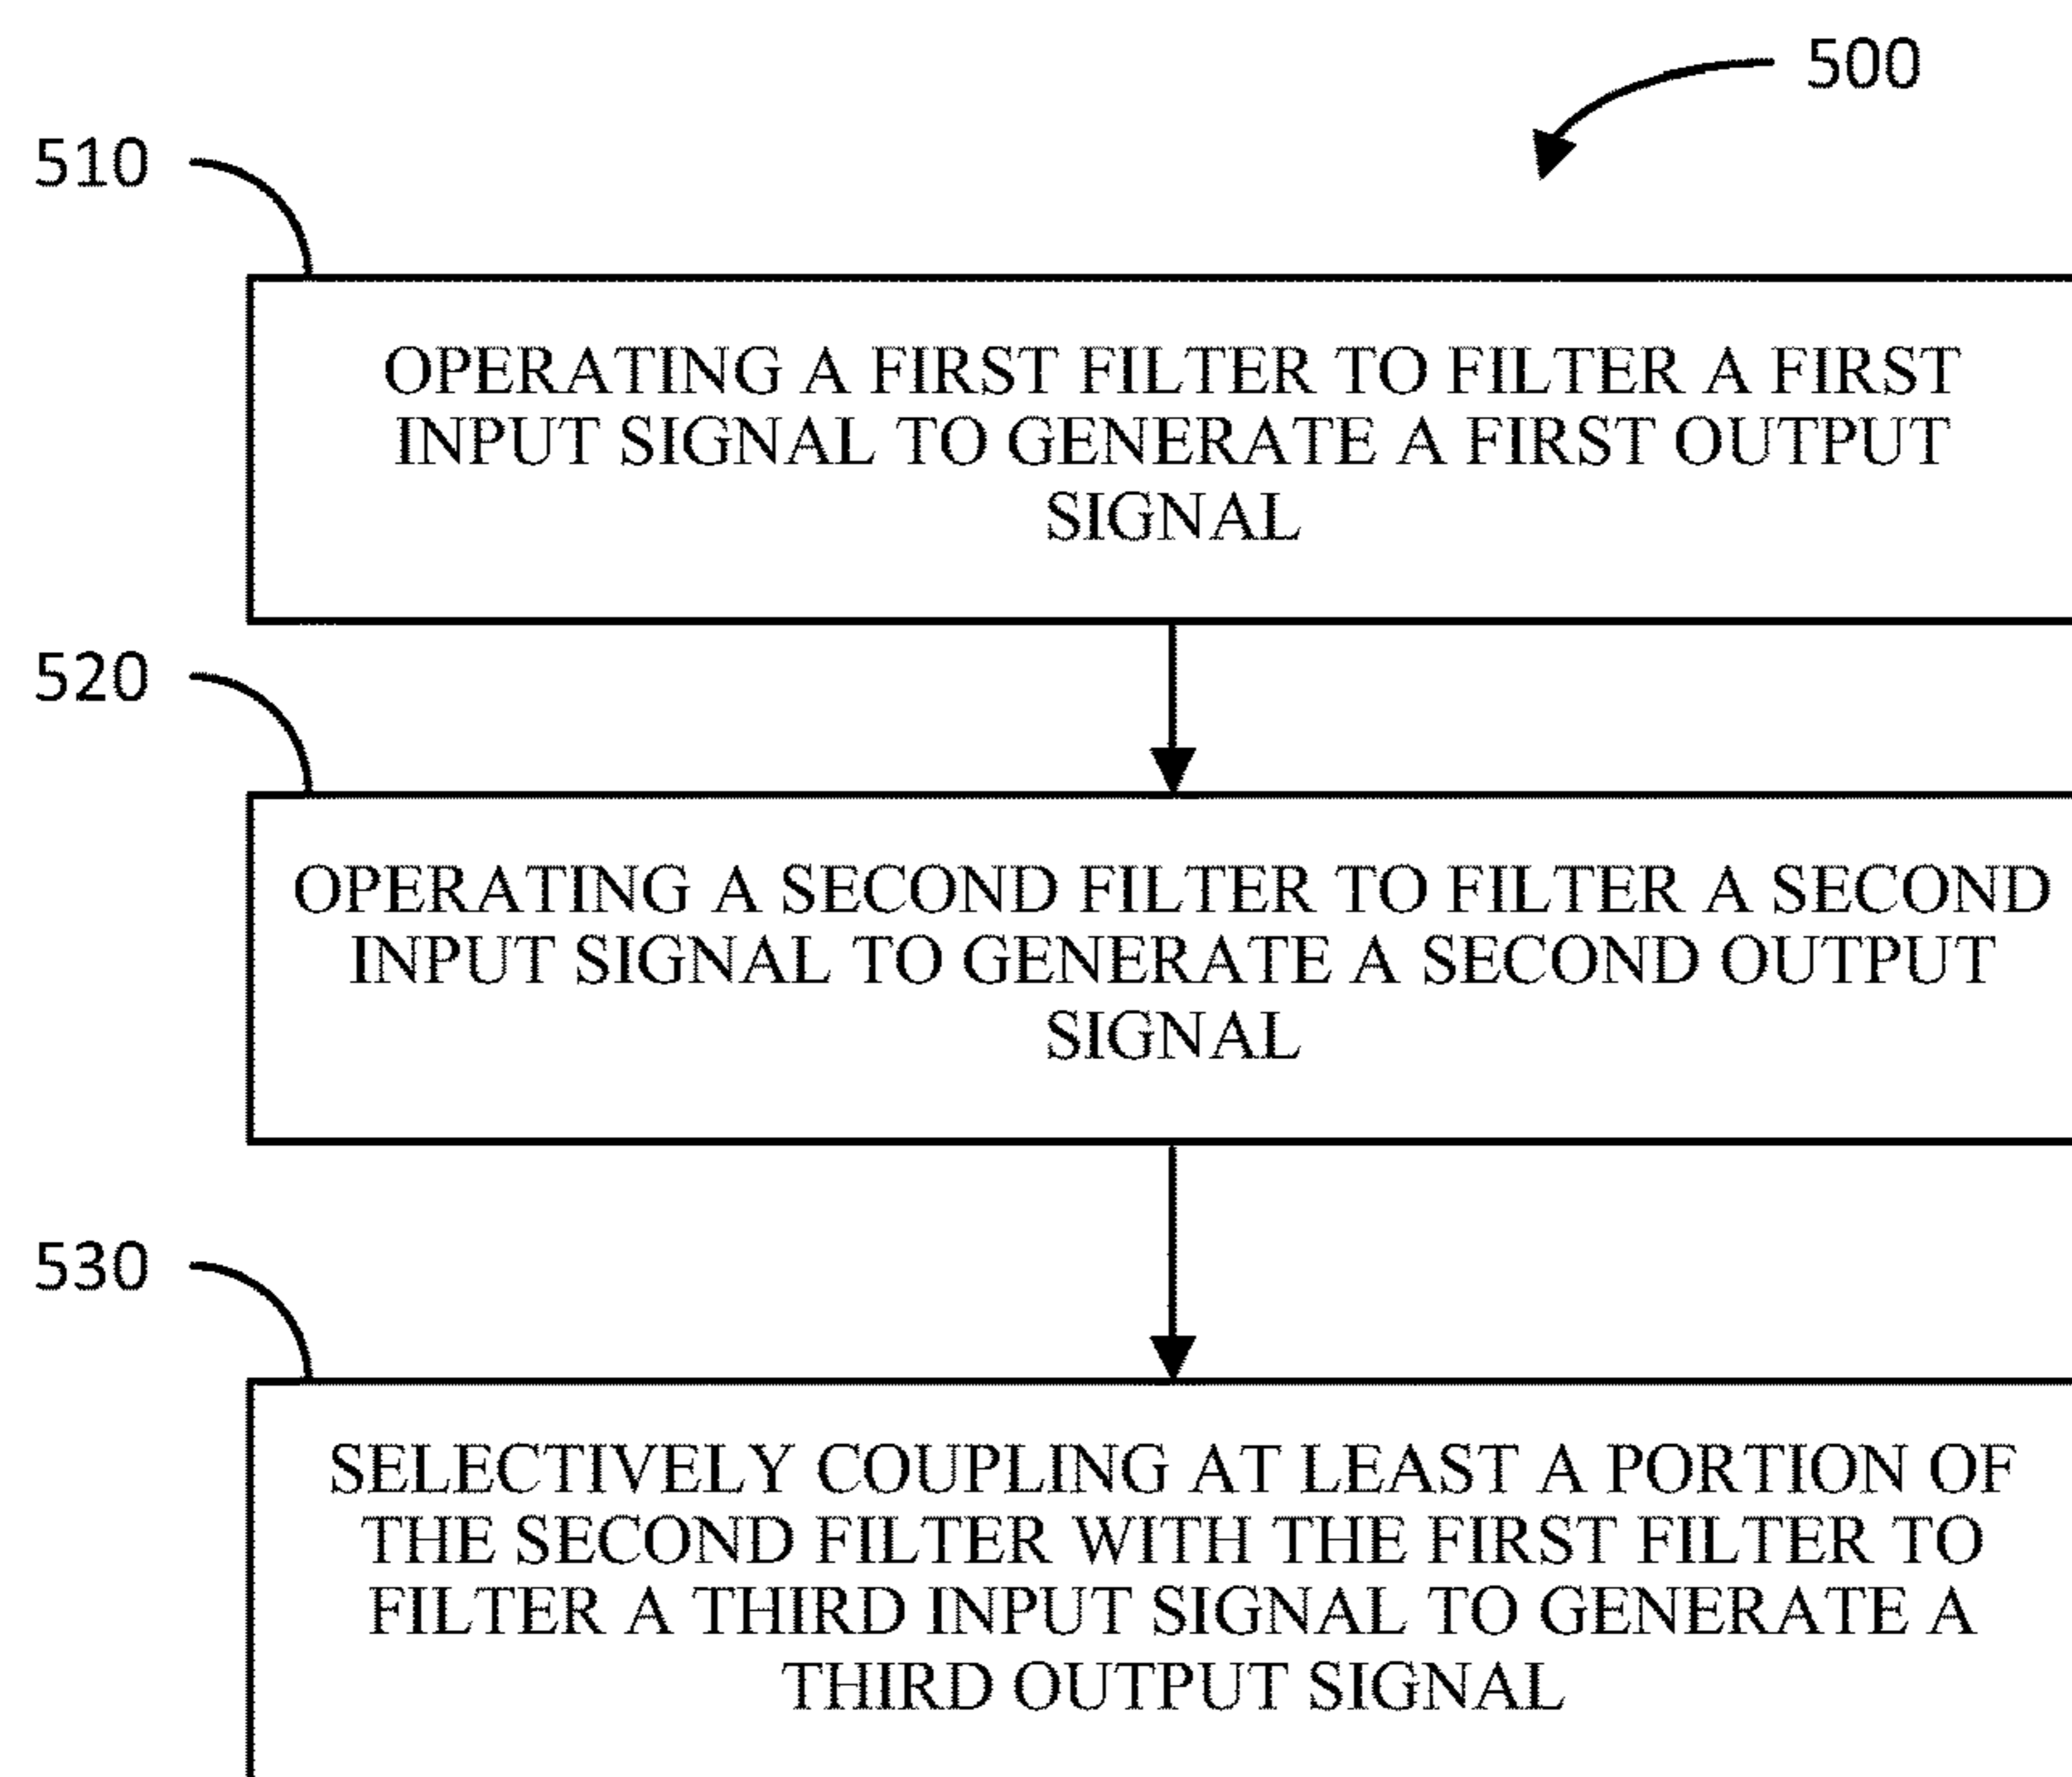 500
510
OPERATING A FIRST FILTER TO FILTER A FIRST
INPUT SIGNAL TO GENERATE A FIRST OUTPUT
SIGNAL
520
OPERATING A SECOND FILTER TO FILTER A SECOND
INPUT SIGNAL TO GENERATE A SECOND OUTPUT
SIGNAL
530
SELECTIVELY COUPLING AT LEAST A PORTION OF
THE SECOND FILTER WITH THE FIRST FILTER TO
FILTER A THIRD INPUT SIGNAL TO GENERATE A
THIRD OUTPUT SIGNAL